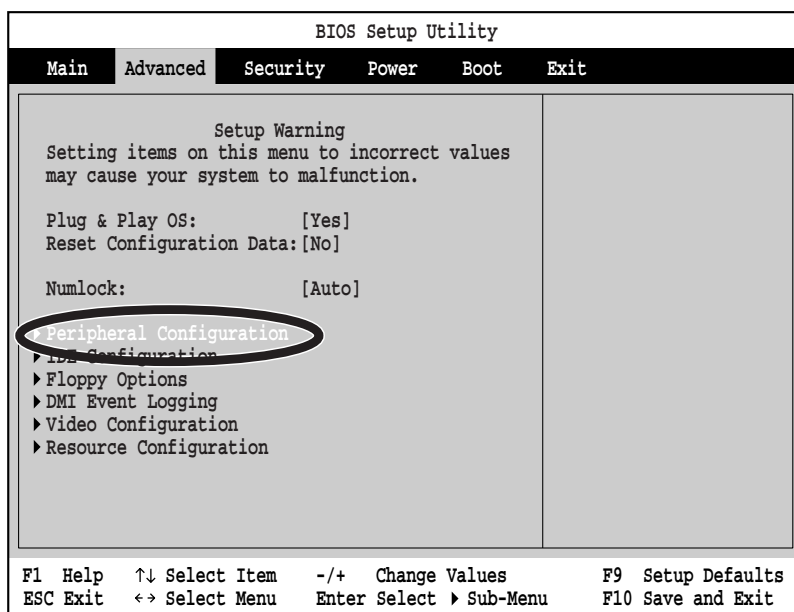 BIOS Setup Utility
Main Advanced Security Power Boot Exit
Setup Warning
Setting items on this menu to incorrect values
may cause your system to malfunction.
Plug & Play OS: [Yes]
Reset Configuration Data: [No]
Numlock: [Auto]
Peripheral Configuration
IDE Configuration
Floppy Options
DMI Event Logging
Video Configuration
Resource Configuration
F1 Help ↑↓ Select Item -/+ Change Values F9 Setup Defaults
ESC Exit ←→ Select Menu Enter Select ▶ Sub-Menu F10 Save and Exit